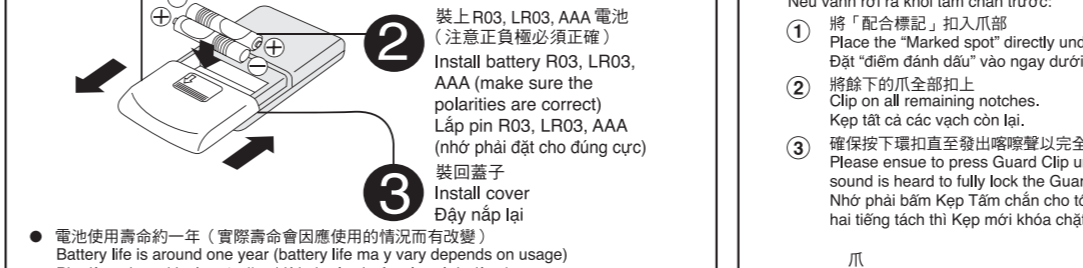 2
裝上R03, LR03, AAA電池
(注意正負極必須正確)
Install battery R03, LR03,
AAA (make sure the
polarities are correct)
Lắp pin R03, LR03, AAA
(nhớ phải đặt cho đúng cực)
3
裝回蓋子
Install cover
Đậy nắp lại
● 電池使用壽命約一年(實際壽命會因應使用的情況而有改變)
Battery life is around one year (battery life ma y vary depends on usage)
① 將「配合標記」扣入爪部
Place the “Marked spot” directly
Đặt “điểm đánh dấu” vào ngay dưới
② 將餘下的爪全部扣上
Clip on all remaining notches.
Kẹp tất cả các vạch còn lại.
③ 確保按下環扣直至發出喀嚓聲以完全
Please ensue to press Guard Clip
sound is heard to fully lock the
Nhớ phải bấm Kẹp Tấm chắn cho
hai tiếng tách thì Kẹp mới khóa
爪